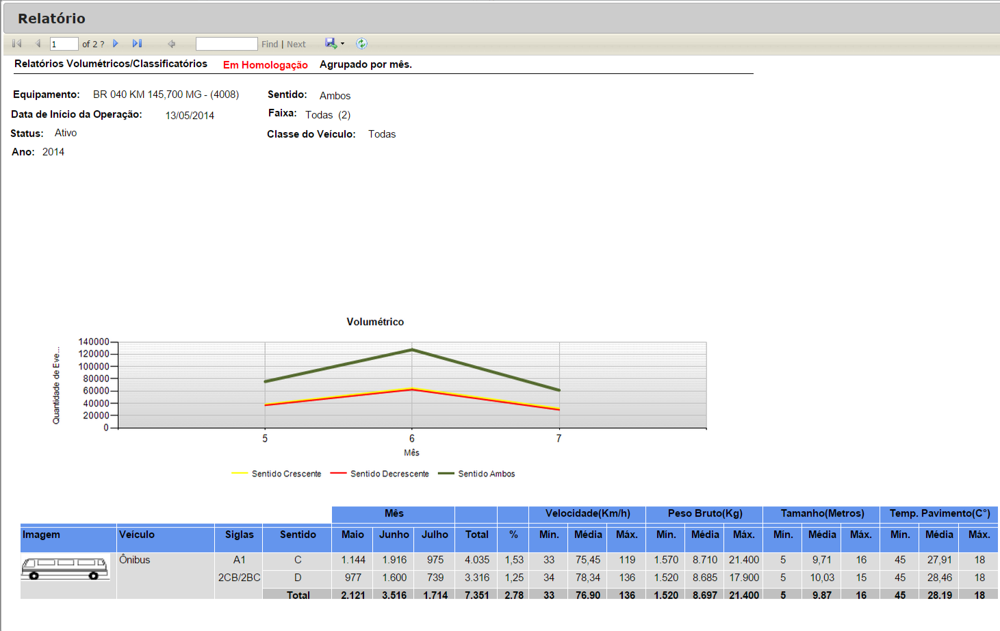 Relatório
1 of 2 ? Find | Next
Relatórios Volumétricos/Classificatórios Em Homologação Agrupado por mês.
Equipamento: BR 040 KM 145,700 MG - (4008) Sentido: Ambos
Data de Início da Operação: 13/05/2014 Faixa: Todas (2)
Status: Ativo Classe do Veículo: Todas
Ano: 2014
Volumétrico
Quantidade de Eve...
140000
120000
100000
80000
60000
40000
20000
0
5 6 7
Mês
Sentido Crescente Sentido Decrescente Sentido Ambos
Mês Velocidade(Km/h) Peso Bruto(Kg) Tamanho(Metros) Temp. Pavimento(C°)
Imagem Veículo Siglas Sentido Maio Junho Julho Total % Mín. Média Máx. Mín. Média Máx. Mín. Média Máx. Mín. Média Máx.
Ônibus A1 C 1.144 1.916 975 4.035 1,53 33 75,45 119 1.570 8.710 21.400 5 9,71 16 45 27,91 18
2CB/2BC D 977 1.600 739 3.316 1,25 34 78,34 136 1.520 8.685 17.900 5 10,03 15 45 28,46 18
Total 2.121 3.516 1.714 7.351 2,78 33 76,90 136 1.520 8.697 21.400 5 9,87 16 45 28,19 18